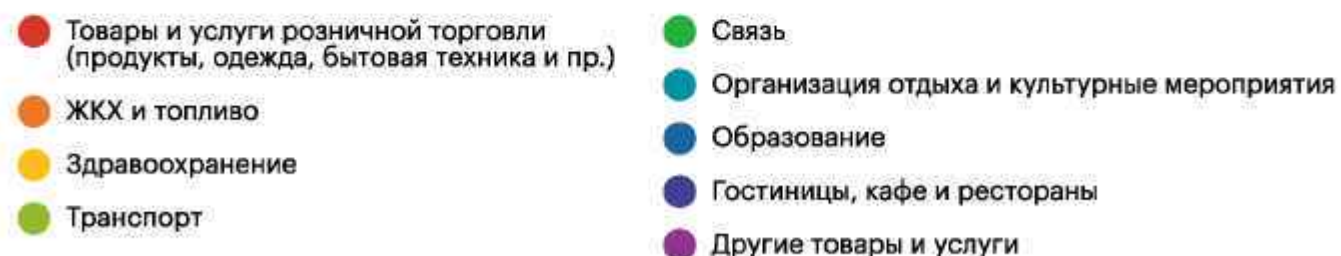 Товары и услуги розничной торговли
(продукты, одежда, бытовая техника и пр.)
ЖКХ и топливо
Здравоохранение
Транспорт
Связь
Организация отдыха и культурные мероприятия
Образование
Гостиницы, кафе и рестораны
Другие товары и услуги